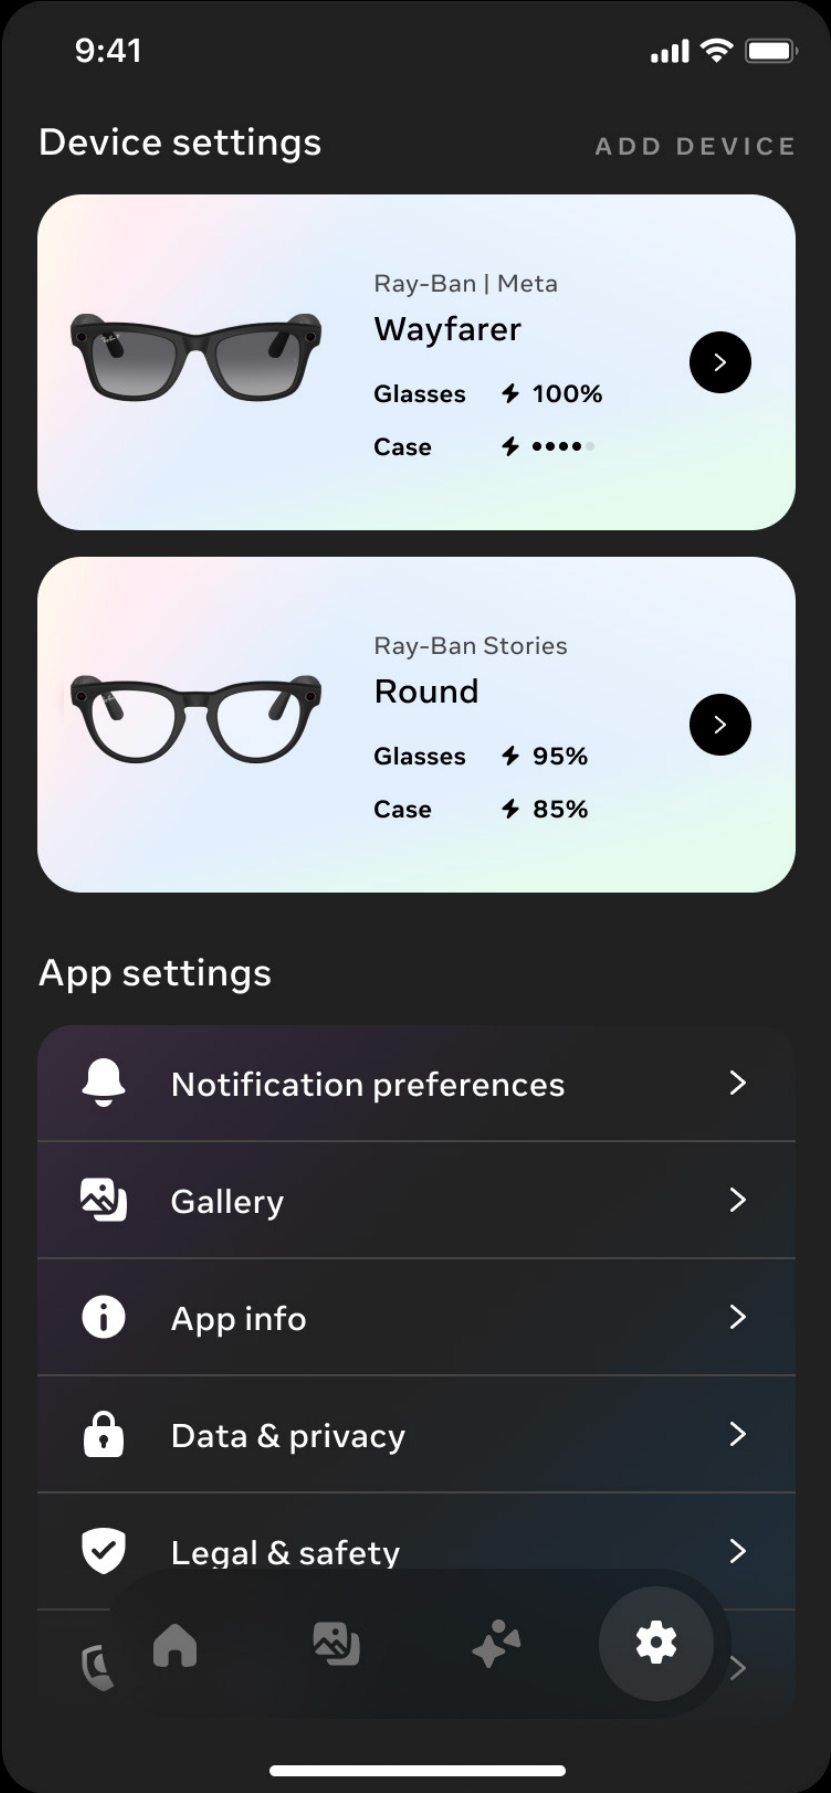 9:41
Device settings
ADD DEVICE
Ray-Ban | Meta
Wayfarer
Glasses 100%
Case
Ray-Ban Stories
Round
Glasses 95%
Case 85%
App settings
Notification preferences
Gallery
App info
Data & privacy
Legal & safety